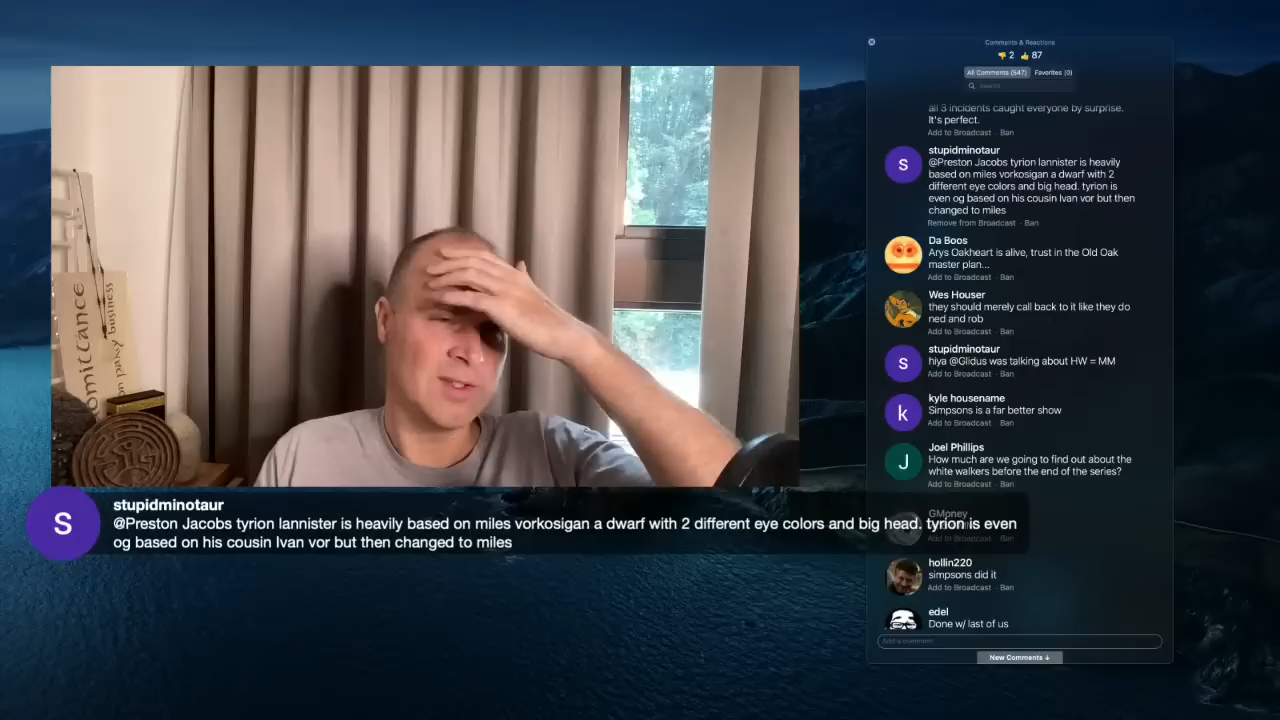 Comments & Reactions
👎 2 👍 87
All Comments (547) Favorites (0)
Search
all 3 incidents caught everyone by surprise.
It's perfect.
Add to Broadcast · Ban
stupidminotaur
S
@Preston Jacobs tyrion lannister is heavily
based on miles vorkosigan a dwarf with 2
different eye colors and big head. tyrion is
even og based on his cousin Ivan vor but then
changed to miles
Remove from Broadcast · Ban
Da Boos
Arys Oakheart is alive, trust in the Old Oak
master plan...
Add to Broadcast · Ban
Wes Houser
they should merely call back to it like they do
ned and rob
Add to Broadcast · Ban
stupidminotaur
S
hiya @Glidus was talking about HW = MM
Add to Broadcast · Ban
kyle housename
k
Simpsons is a far better show
Add to Broadcast · Ban
Joel Phillips
J
How much are we going to find out about the
white walkers before the end of the series?
Add to Broadcast · Ban
GMoney
Add to Broadcast · Ban
hollin220
simpsons did it
Add to Broadcast · Ban
edel
Done w/ last of us
Add a comment
New Comments ↓
business
S
stupidminotaur
@Preston Jacobs tyrion lannister is heavily based on miles vorkosigan a dwarf with 2 different eye colors and big head. tyrion is even
og based on his cousin Ivan vor but then changed to miles